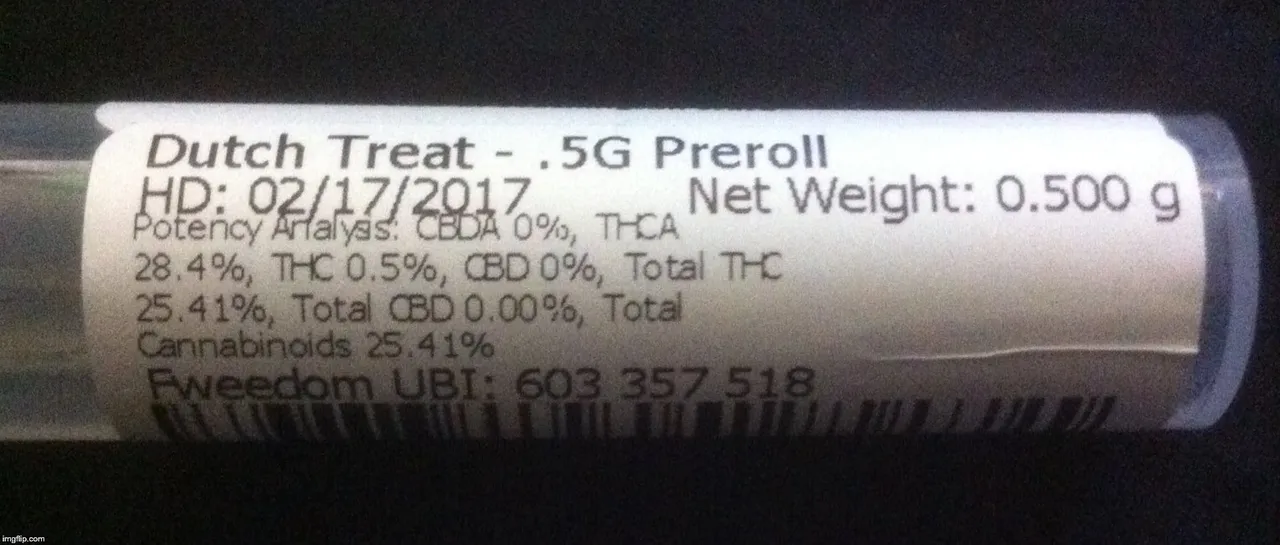 Dutch Treat - .5G Preroll
HD: 02/17/2017 Net Weight: 0.500 g
Potency Analysis: CBDA 0%, THCA
28.4%, THC 0.5%, CBD 0%, Total THC
25.41%, Total CBD 0.00%, Total
Cannabinoids 25.41%
Fweedom UBI: 603 357 518
imgflip.com